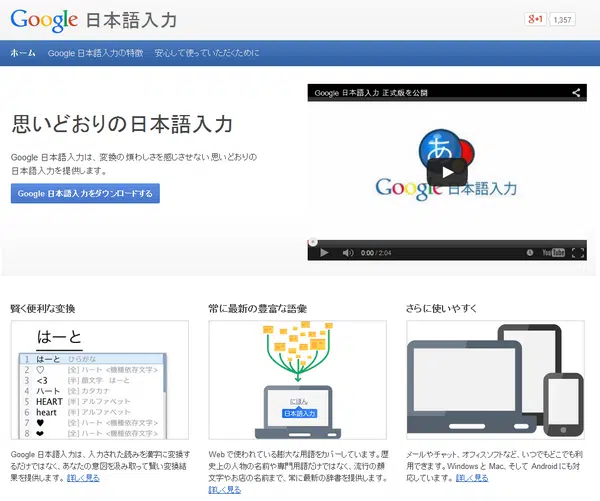 Google 日本語入力
g+1 1,357
ホーム Google 日本語入力の特徴 安心して使っていただくために
思いどおりの日本語入力
Google 日本語入力は、変換の煩わしさを感じさせない思いどおりの
日本語入力を提供します。
Google 日本語入力をダウンロードする
Google 日本語入力 正式版を公開
あ
Google 日本語入力
0:00 / 2:04
YouTube
賢く便利な変換
はーと
1 はーと ひらがな
2 ♡ [全] ハート <機種依存文字>
3 <3 [半] 顔文字 はーと
4 ハート [全] カタカナ
5 HEART [半] アルファベット
6 heart [半] アルファベット
7 ♥ [全] ハート <機種依存文字>
8 ❤ [全] ハート <機種依存文字>
Google 日本語入力は、入力された読みを漢字に変換す
るだけではなく、あなたの意図を汲み取って賢い変換結
果を提供します。 詳しく見る
常に最新の豊富な語彙
にほん
日本語入力
Web で使われている膨大な用語をカバーしています。歴
史上の人物の名前や専門用語だけではなく、流行の顔
文字やお店の名前まで、常に最新の辞書を提供します。
詳しく見る
さらに使いやすく
メールやチャット、オフィスソフトなど、いつでもどこでも利
用できます。Windows と Mac、そして Android にも対
応しています。 詳しく見る